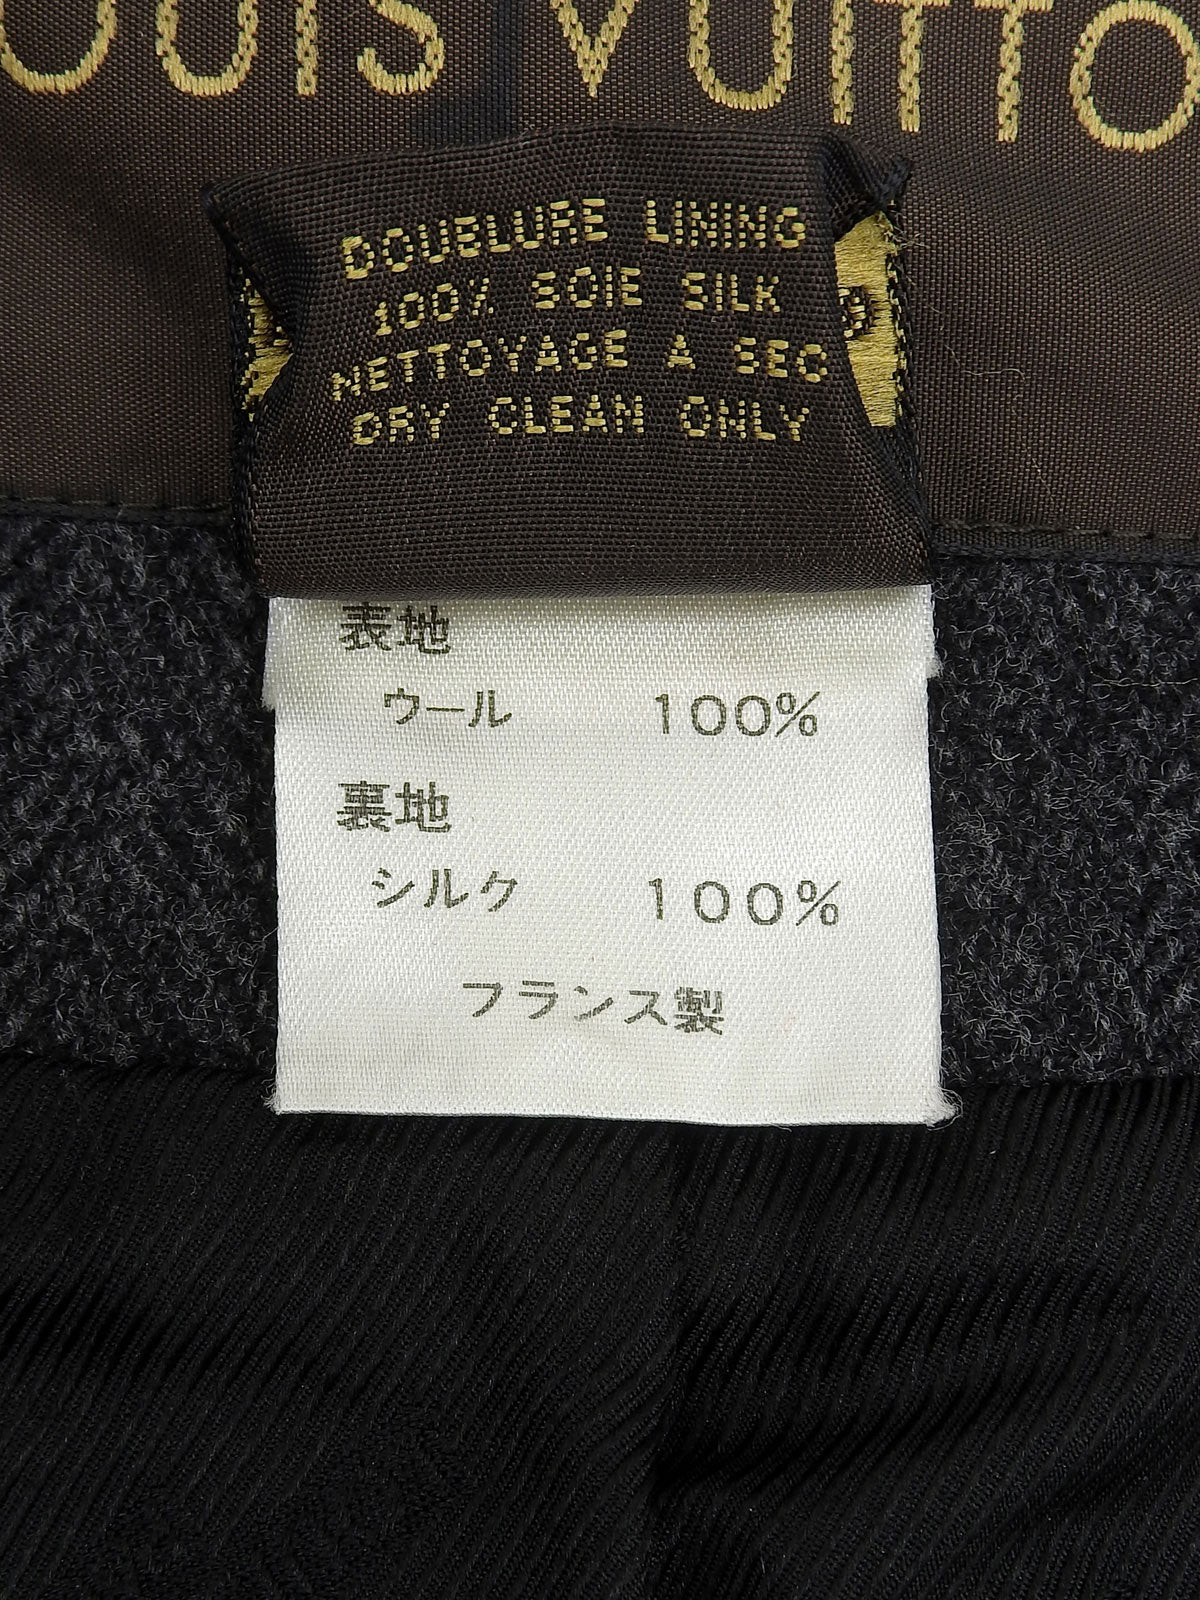 OUIS VUITTO
DOUBLURE LINING
100% SOIE SILK
NETTOYAGE A SEC
DRY CLEAN ONLY
表地
ウール 100%
裏地
シルク 100%
フランス製